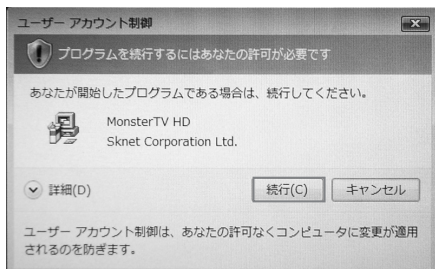 ユーザー アカウント制御
プログラムを続行するにはあなたの許可が必要です
あなたが開始したプログラムである場合は、続行してください。
MonsterTV HD
Sknet Corporation Ltd.
詳細(D)
続行(C)
キャンセル
ユーザー アカウント制御は、あなたの許可なくコンピュータに変更が適用
されるのを防ぎます。